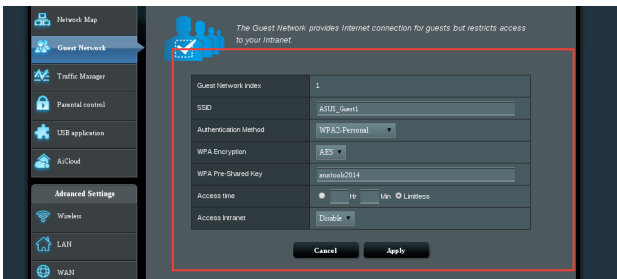 Network Map
Guest Network
Traffic Manager
Parental control
USB application
AiCloud
Advanced Settings
Wireless
LAN
WAN
The Guest Network provides Internet connection for guests but restricts access
to your Intranet.
Guest Network index 1
SSID ASUS_Guest1
Authentication Method WPA2-Personal
WPA Encryption AES
WPA Pre-Shared Key asustools2014
Access time Hr Min Limitless
Access Intranet Disable
Cancel Apply